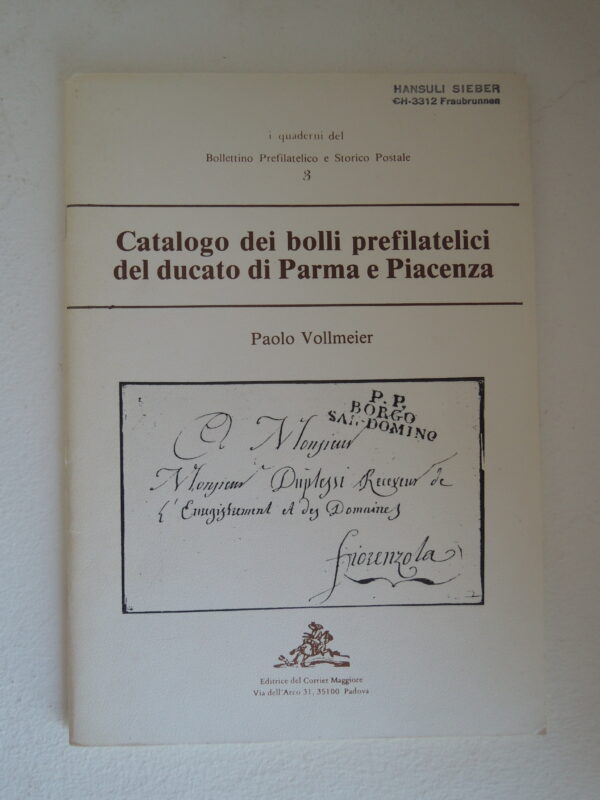 HANSULI SIEBER
CH-3312 Fraubrunnen
i quaderni del
Bollettino Prefilatelico e Storico Postale
3
Catalogo dei bolli prefilatelici
del ducato di Parma e Piacenza
Paolo Vollmeier
P. P.
BORGO
SAN-DOMINO
A Monsieur
Monsieur Duplessi Receveur de
L'Enregistrement et des Domaines
Fiorenzola
Editrice del Corrier Maggiore
Via dell'Arco 31, 35100 Padova